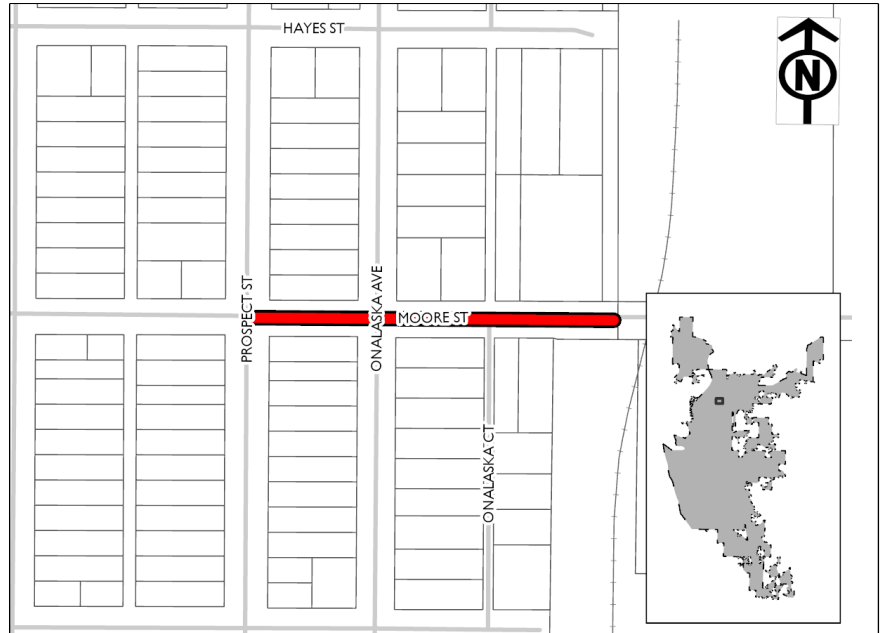 HAYES ST
N
PROSPECT ST
ONALASKA AVE
MOORE ST
ONALASKA CT